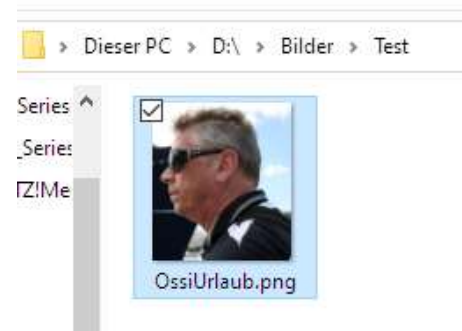 Dieser PC > D:\ > Bilder > Test
Series
_Series
TZ!Me
OssiUrlaub.png